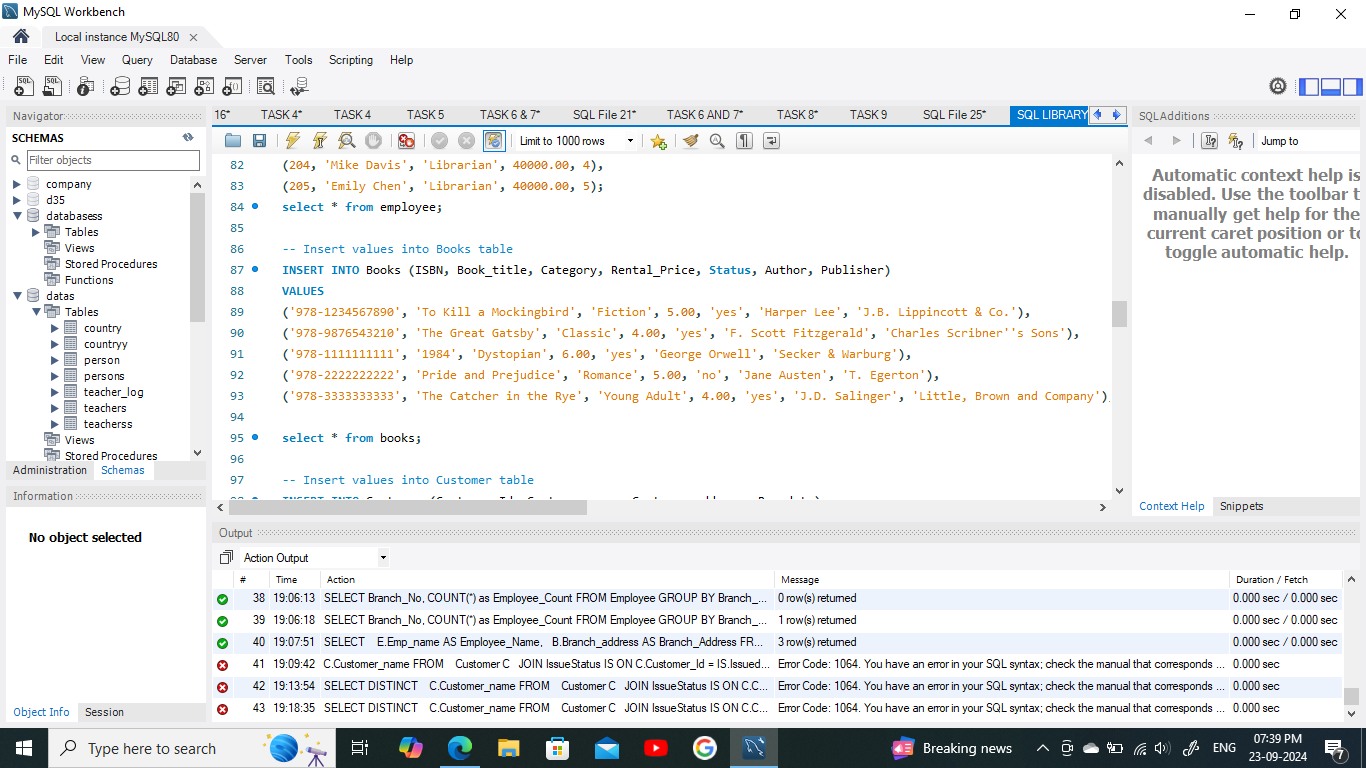 MySQL Workbench
Local instance MySQL80
File Edit View Query Database Server Tools Scripting Help
Navigator
SCHEMAS
Filter objects
company
d35
databasess
Tables
Views
Stored Procedures
Functions
datas
Tables
country
countryy
person
persons
teacher_log
teachers
teacherss
Views
Stored Procedures
Administration Schemas
Information
No object selected
Object Info Session
16* TASK 4* TASK 4 TASK 5 TASK 6 & 7* SQL File 21* TASK 6 AND 7* TASK 8* TASK 9 SQL File 25* SQL LIBRARY
Limit to 1000 rows
82 (204, 'Mike Davis', 'Librarian', 40000.00, 4),
83 (205, 'Emily Chen', 'Librarian', 40000.00, 5);
84 select * from employee;
85
86 -- Insert values into Books table
87 INSERT INTO Books (ISBN, Book_title, Category, Rental_Price, Status, Author, Publisher)
88 VALUES
89 ('978-1234567890', 'To Kill a Mockingbird', 'Fiction', 5.00, 'yes', 'Harper Lee', 'J.B. Lippincott & Co.'),
90 ('978-9876543210', 'The Great Gatsby', 'Classic', 4.00, 'yes', 'F. Scott Fitzgerald', 'Charles Scribner''s Sons'),
91 ('978-1111111111', '1984', 'Dystopian', 6.00, 'yes', 'George Orwell', 'Secker & Warburg'),
92 ('978-2222222222', 'Pride and Prejudice', 'Romance', 5.00, 'no', 'Jane Austen', 'T. Egerton'),
93 ('978-3333333333', 'The Catcher in the Rye', 'Young Adult', 4.00, 'yes', 'J.D. Salinger', 'Little, Brown and Company')
94
95 select * from books;
96
97 -- Insert values into Customer table
SQLAdditions
Jump to
Automatic context help is
disabled. Use the toolbar t
manually get help for the
current caret position or to
toggle automatic help.
Context Help Snippets
Output
Action Output
# Time Action Message Duration / Fetch
38 19:06:13 SELECT Branch_No, COUNT(*) as Employee_Count FROM Employee GROUP BY Branch_... 0 row(s) returned 0.000 sec / 0.000 sec
39 19:06:18 SELECT Branch_No, COUNT(*) as Employee_Count FROM Employee GROUP BY Branch_... 1 row(s) returned 0.000 sec / 0.000 sec
40 19:07:51 SELECT E.Emp_name AS Employee_Name, B.Branch_address AS Branch_Address FR... 3 row(s) returned 0.000 sec / 0.000 sec
41 19:09:42 C.Customer_name FROM Customer C JOIN IssueStatus IS ON C.Customer_Id = IS.Issued... Error Code: 1064. You have an error in your SQL syntax; check the manual that corresponds ... 0.000 sec
42 19:13:54 SELECT DISTINCT C.Customer_name FROM Customer C JOIN IssueStatus IS ON C.C... Error Code: 1064. You have an error in your SQL syntax; check the manual that corresponds ... 0.000 sec
43 19:18:35 SELECT DISTINCT C.Customer_name FROM Customer C JOIN IssueStatus IS ON C.C... Error Code: 1064. You have an error in your SQL syntax; check the manual that corresponds ... 0.000 sec
Type here to search
Breaking news
ENG
07:39 PM
23-09-2024
7